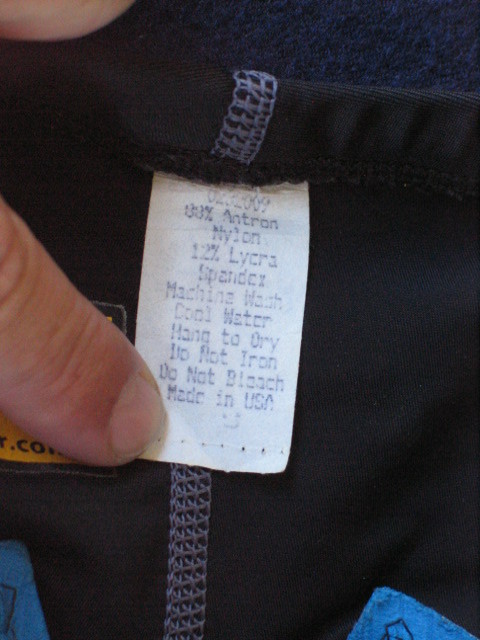 88% Antron
Nylon
12% Lycra
Spandex
Machine Wash
Cool Water
Hang to Dry
Do Not Iron
Do Not Bleach
Made in USA
r.com